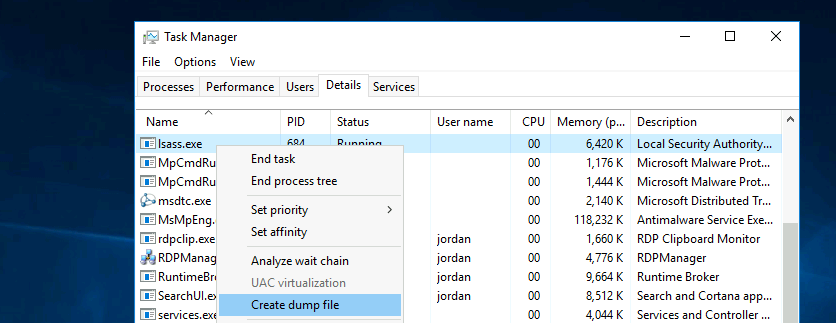 Task Manager
File Options View
Processes Performance Users Details Services
Name PID Status User name CPU Memory (p... Description
lsass.exe 684 Running 00 6,420 K Local Security Authority...
End task
MpCmdRu 00 1,176 K Microsoft Malware Prot...
End process tree
MpCmdRu 00 1,444 K Microsoft Malware Prot...
msdtc.exe 00 2,140 K Microsoft Distributed Tr...
Set priority
MsMpEng. 00 118,232 K Antimalware Service Exe...
Set affinity
rdpclip.exe jordan 00 1,660 K RDP Clipboard Monitor
Analyze wait chain
RDPManag jordan 00 4,776 K RDPManager
UAC virtualization
RuntimeBro jordan 00 9,664 K Runtime Broker
SearchUI.ex jordan 00 8,512 K Search and Cortana app...
Create dump file
services.exe 00 4,044 K Services and Controller ...